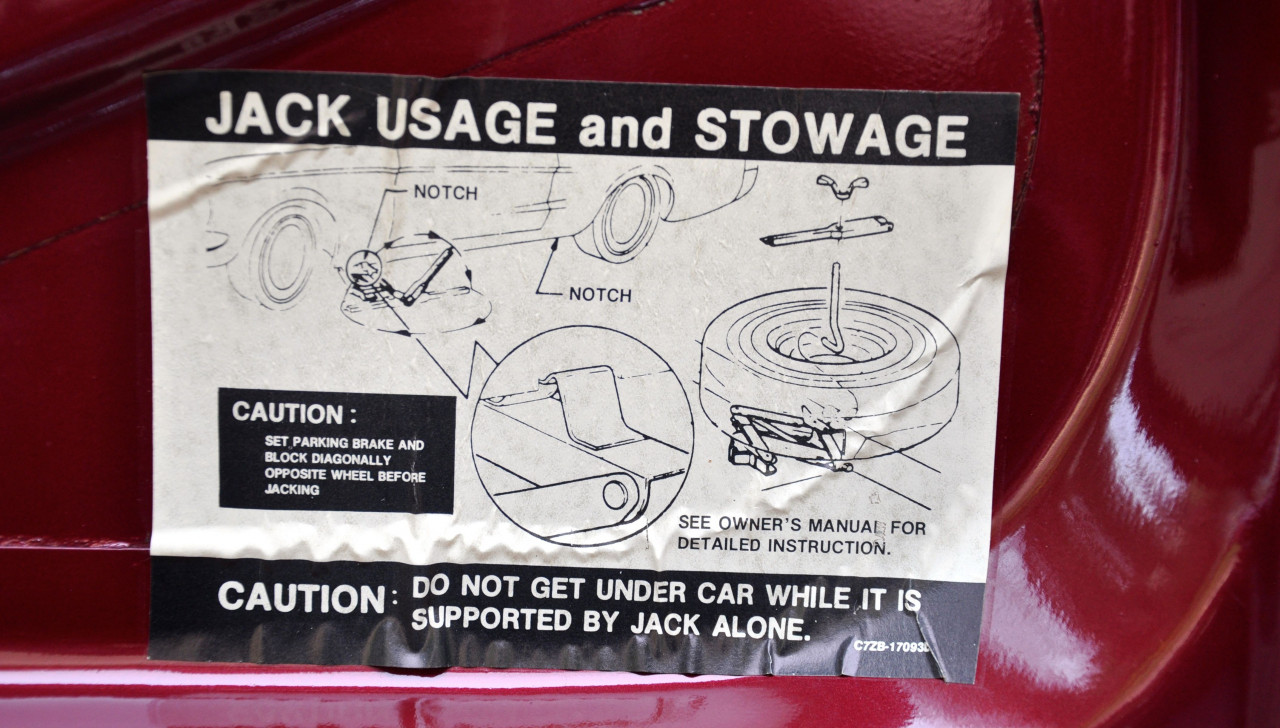 JACK USAGE and STOWAGE
NOTCH
NOTCH
CAUTION:
SET PARKING BRAKE AND
BLOCK DIAGONALLY
OPPOSITE WHEEL BEFORE
JACKING
SEE OWNER'S MANUAL FOR
DETAILED INSTRUCTION.
CAUTION: DO NOT GET UNDER CAR WHILE IT IS
SUPPORTED BY JACK ALONE.